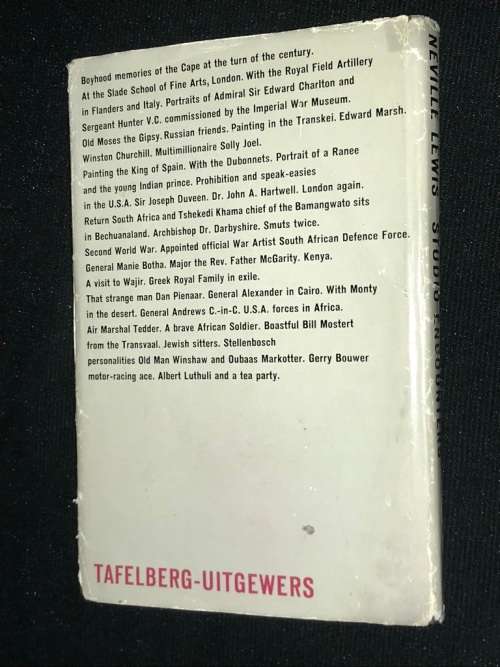 Boyhood memories of the Cape at the turn of the century.
At the Slade School of Fine Arts, London. With the Royal Field Artillery
in Flanders and Italy. Portraits of Admiral Sir Edward Charlton and
Sergeant Hunter V.C. commissioned by the Imperial War Museum.
Old Moses the Gipsy. Russian friends. Painting in the Transkei. Edward Marsh.
Winston Churchill. Multimillionaire Solly Joel.
Painting the King of Spain. With the Dubonnets. Portrait of a Ranee
and the young Indian prince. Prohibition and speak-easies
in the U.S.A. Sir Joseph Duveen. Dr. John A. Hartwell. London again.
Return South Africa and Tshekedi Khama chief of the Bamangwato sits
in Bechuanaland. Archbishop Dr. Darbyshire. Smuts twice.
Second World War. Appointed official War Artist South African Defence Force.
General Manie Botha. Major the Rev. Father McGarity. Kenya.
A visit to Wajir. Greek Royal Family in exile.
That strange man Dan Pienaar. General Alexander in Cairo. With Monty
in the desert. General Andrews C.-in-C. U.S.A. forces in Africa.
Air Marshal Tedder. A brave African Soldier. Boastful Bill Mostert
from the Transvaal. Jewish sitters. Stellenbosch
personalities Old Man Winshaw and Oubaas Markotter. Gerry Bouwer
motor-racing ace. Albert Luthuli and a tea party.
TAFELBERG-UITGEWERS
NEVILLE LEWIS STUDIO ENCOUNTERS